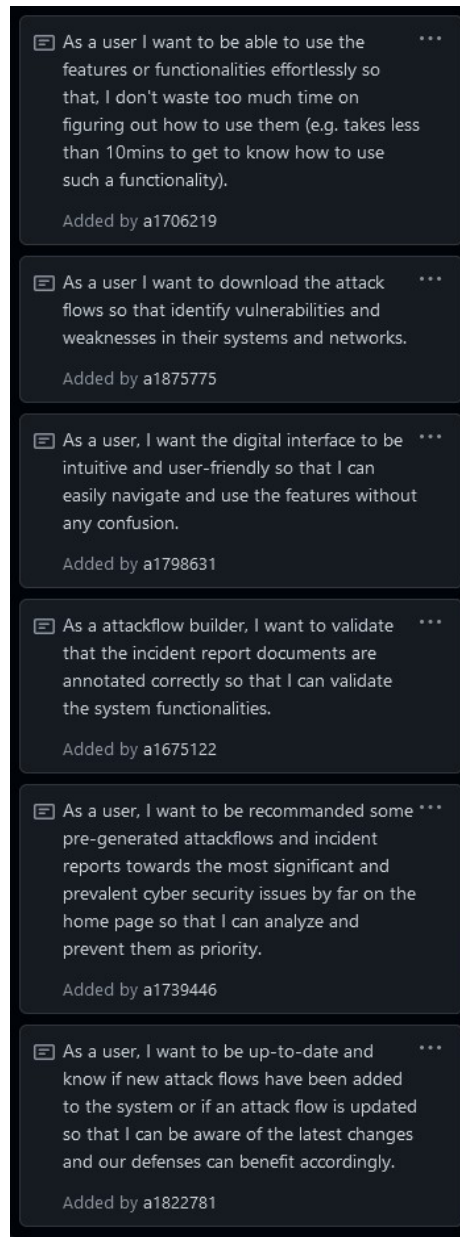 As a user I want to be able to use the
features or functionalities effortlessly so
that, I don't waste too much time on
figuring out how to use them (e.g. takes less
than 10mins to get to know how to use
such a functionality).
Added by a1706219
As a user I want to download the attack
flows so that identify vulnerabilities and
weaknesses in their systems and networks.
Added by a1875775
As a user, I want the digital interface to be
intuitive and user-friendly so that I can
easily navigate and use the features without
any confusion.
Added by a1798631
As a attackflow builder, I want to validate
that the incident report documents are
annotated correctly so that I can validate
the system functionalities.
Added by a1675122
As a user, I want to be recommanded some
pre-generated attackflows and incident
reports towards the most significant and
prevalent cyber security issues by far on the
home page so that I can analyze and
prevent them as priority.
Added by a1739446
As a user, I want to be up-to-date and
know if new attack flows have been added
to the system or if an attack flow is updated
so that I can be aware of the latest changes
and our defenses can benefit accordingly.
Added by a1822781